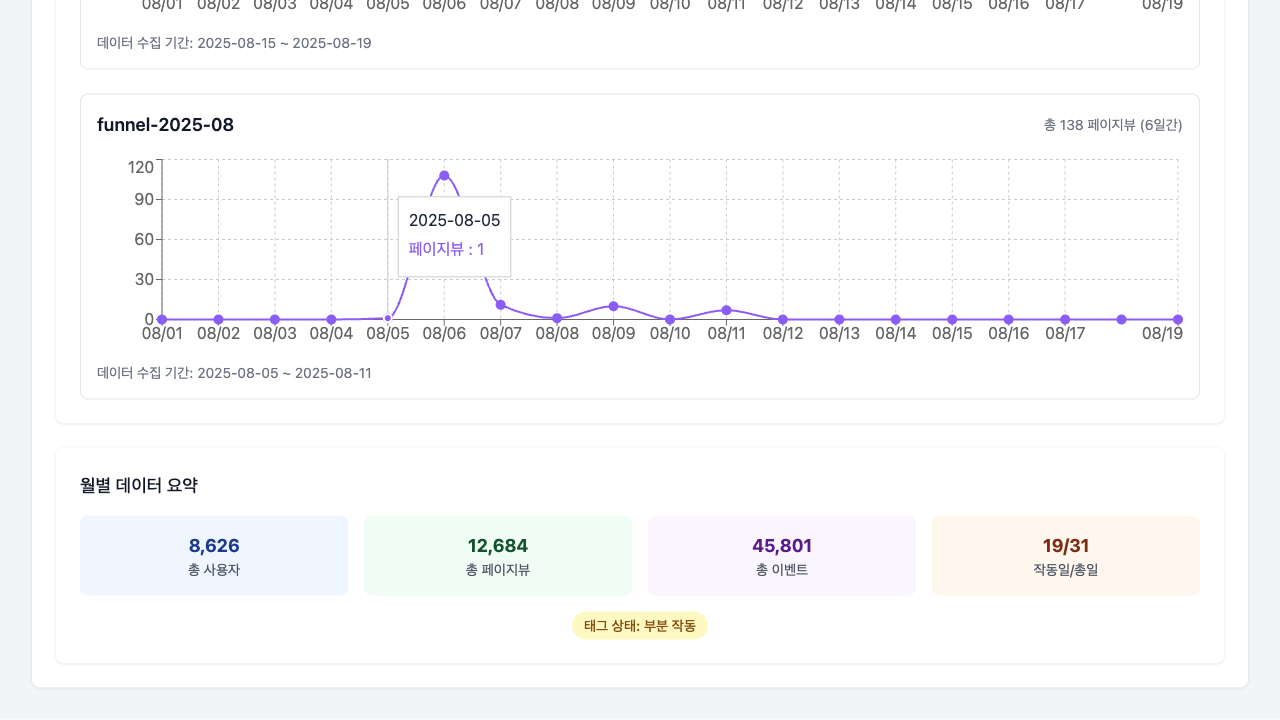 08/01 08/02 08/03 08/04 08/05 08/06 08/07 08/08 08/09 08/10 08/11 08/12 08/13 08/14 08/15 08/16 08/17 08/19
데이터 수집 기간: 2025-08-15 ~ 2025-08-19
funnel-2025-08
총 138 페이지뷰 (6일간)
120
90
60
30
0
2025-08-05
페이지뷰 : 1
08/01 08/02 08/03 08/04 08/05 08/06 08/07 08/08 08/09 08/10 08/11 08/12 08/13 08/14 08/15 08/16 08/17 08/19
데이터 수집 기간: 2025-08-05 ~ 2025-08-11
월별 데이터 요약
8,626
총 사용자
12,684
총 페이지뷰
45,801
총 이벤트
19/31
작동일/총일
태그 상태: 부분 작동